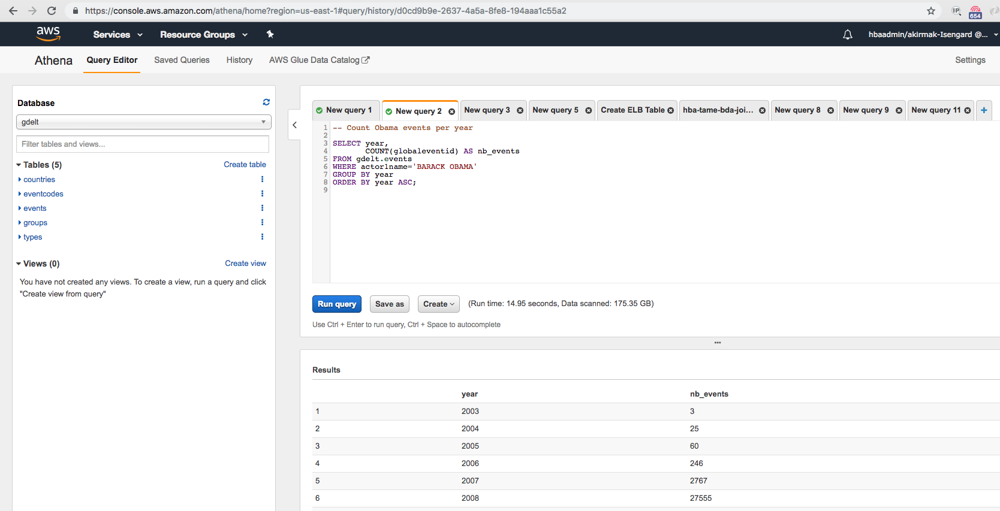 https://console.aws.amazon.com/athena/home?region=us-east-1#query/history/d0cd9b9e-2637-4a5a-8fe8-194aaa1c55a2
IP
654
aws
Services
Resource Groups
hbaadmin/akirmak-Isengard @...
Athena
Query Editor
Saved Queries
History
AWS Glue Data Catalog
Settings
Database
gdelt
Filter tables and views...
Tables (5)
Create table
countries
eventcodes
events
groups
types
Views (0)
Create view
You have not created any views. To create a view, run a query and click
"Create view from query"
New query 1
New query 2
New query 3
New query 5
Create ELB Table
hba-tame-bda-joi...
New query 8
New query 9
New query 11
1 -- Count Obama events per year
2
3 SELECT year,
4 COUNT(globaleventid) AS nb_events
5 FROM gdelt.events
6 WHERE actor1name='BARACK OBAMA'
7 GROUP BY year
8 ORDER BY year ASC;
9
Run query
Save as
Create
(Run time: 14.95 seconds, Data scanned: 175.35 GB)
Use Ctrl + Enter to run query, Ctrl + Space to autocomplete
Results
year nb_events
1 2003 3
2 2004 25
3 2005 60
4 2006 246
5 2007 2767
6 2008 27555